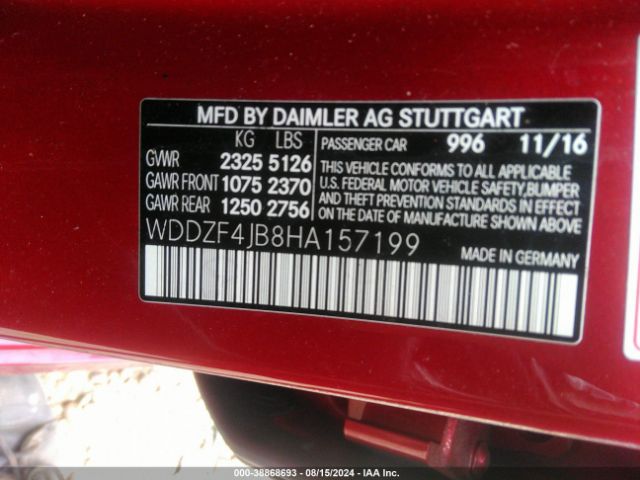 MFD BY DAIMLER AG STUTTGART
KG LBS
GVWR 2325 5126
GAWR FRONT 1075 2370
GAWR REAR 1250 2756
PASSENGER CAR 996 11/16
THIS VEHICLE CONFORMS TO ALL APPLICABLE
U.S. FEDERAL MOTOR VEHICLE SAFETY,BUMPER
AND THEFT PREVENTION STANDARDS IN EFFECT
ON THE DATE OF MANUFACTURE SHOWN ABOVE
WDDZF4JB8HA157199
MADE IN GERMANY
000-38868693 - 08/15/2024 - IAA Inc.